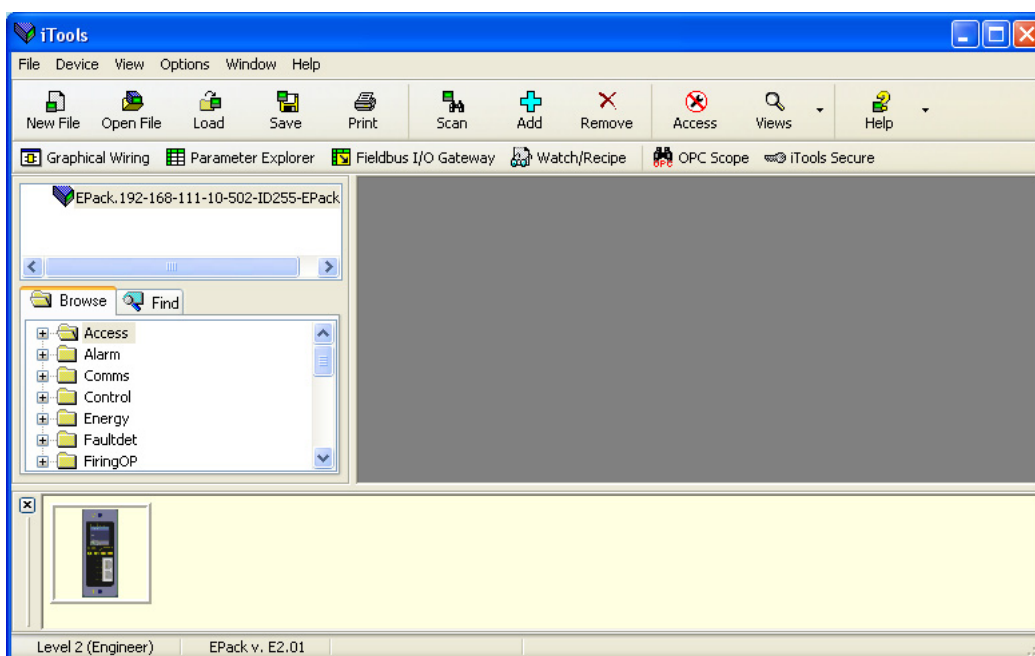 iTools
File Device View Options Window Help
New File Open File Load Save Print Scan Add Remove Access Views Help
Graphical Wiring Parameter Explorer Fieldbus I/O Gateway Watch/Recipe OPC Scope iTools Secure
EPack.192-168-111-10-502-ID255-EPack
Browse Find
Access
Alarm
Comms
Control
Energy
Faultdet
FiringOP
Level 2 (Engineer) EPack v. E2.01